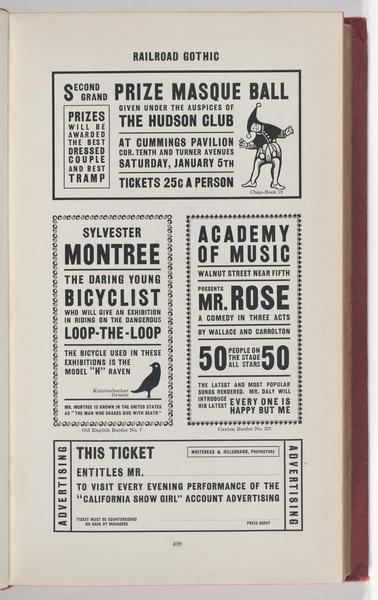 RAILROAD GOTHIC
SECOND GRAND PRIZE MASQUE BALL
PRIZES
WILL BE
AWARDED
THE BEST
DRESSED
COUPLE
AND BEST
TRAMP
GIVEN UNDER THE AUSPICES OF
THE HUDSON CLUB
AT CUMMINGS PAVILION
COR. TENTH AND TURNER AVENUES
SATURDAY, JANUARY 5TH
TICKETS 25C A PERSON
Chap-Book 19
SYLVESTER
MONTREE
THE DARING YOUNG
BICYCLIST
WHO WILL GIVE AN EXHIBITION
IN RIDING ON THE DANGEROUS
LOOP-THE-LOOP
THE BICYCLE USED IN THESE
EXHIBITIONS IS THE
MODEL "H" RAVEN
Knickerbocker
Ornate
MR. MONTREE IS KNOWN IN THE UNITED STATES
AS "THE MAN WHO SHAKES DICE WITH DEATH"
Old English Border No. 7
ACADEMY
OF MUSIC
WALNUT STREET NEAR FIFTH
PRESENTS
MR. ROSE
A COMEDY IN THREE ACTS
BY WALLACE AND CARROLTON
50 PEOPLE ON
THE STAGE
ALL STARS 50
THE LATEST AND MOST POPULAR
SONGS RENDERED. MR. DALY WILL
INTRODUCE
HIS LATEST EVERY ONE IS
HAPPY BUT ME
Caxton Border No. 237
ADVERTISING
THIS TICKET
WHITEHEAD & HILLEBRAND, PROPRIETORS
ENTITLES MR.
TO VISIT EVERY EVENING PERFORMANCE OF THE
"CALIFORNIA SHOW GIRL" ACCOUNT ADVERTISING
TICKET MUST BE COUNTERSIGNED
ON BACK BY MANAGERS
PRESS AGENT
ADVERTISING
409